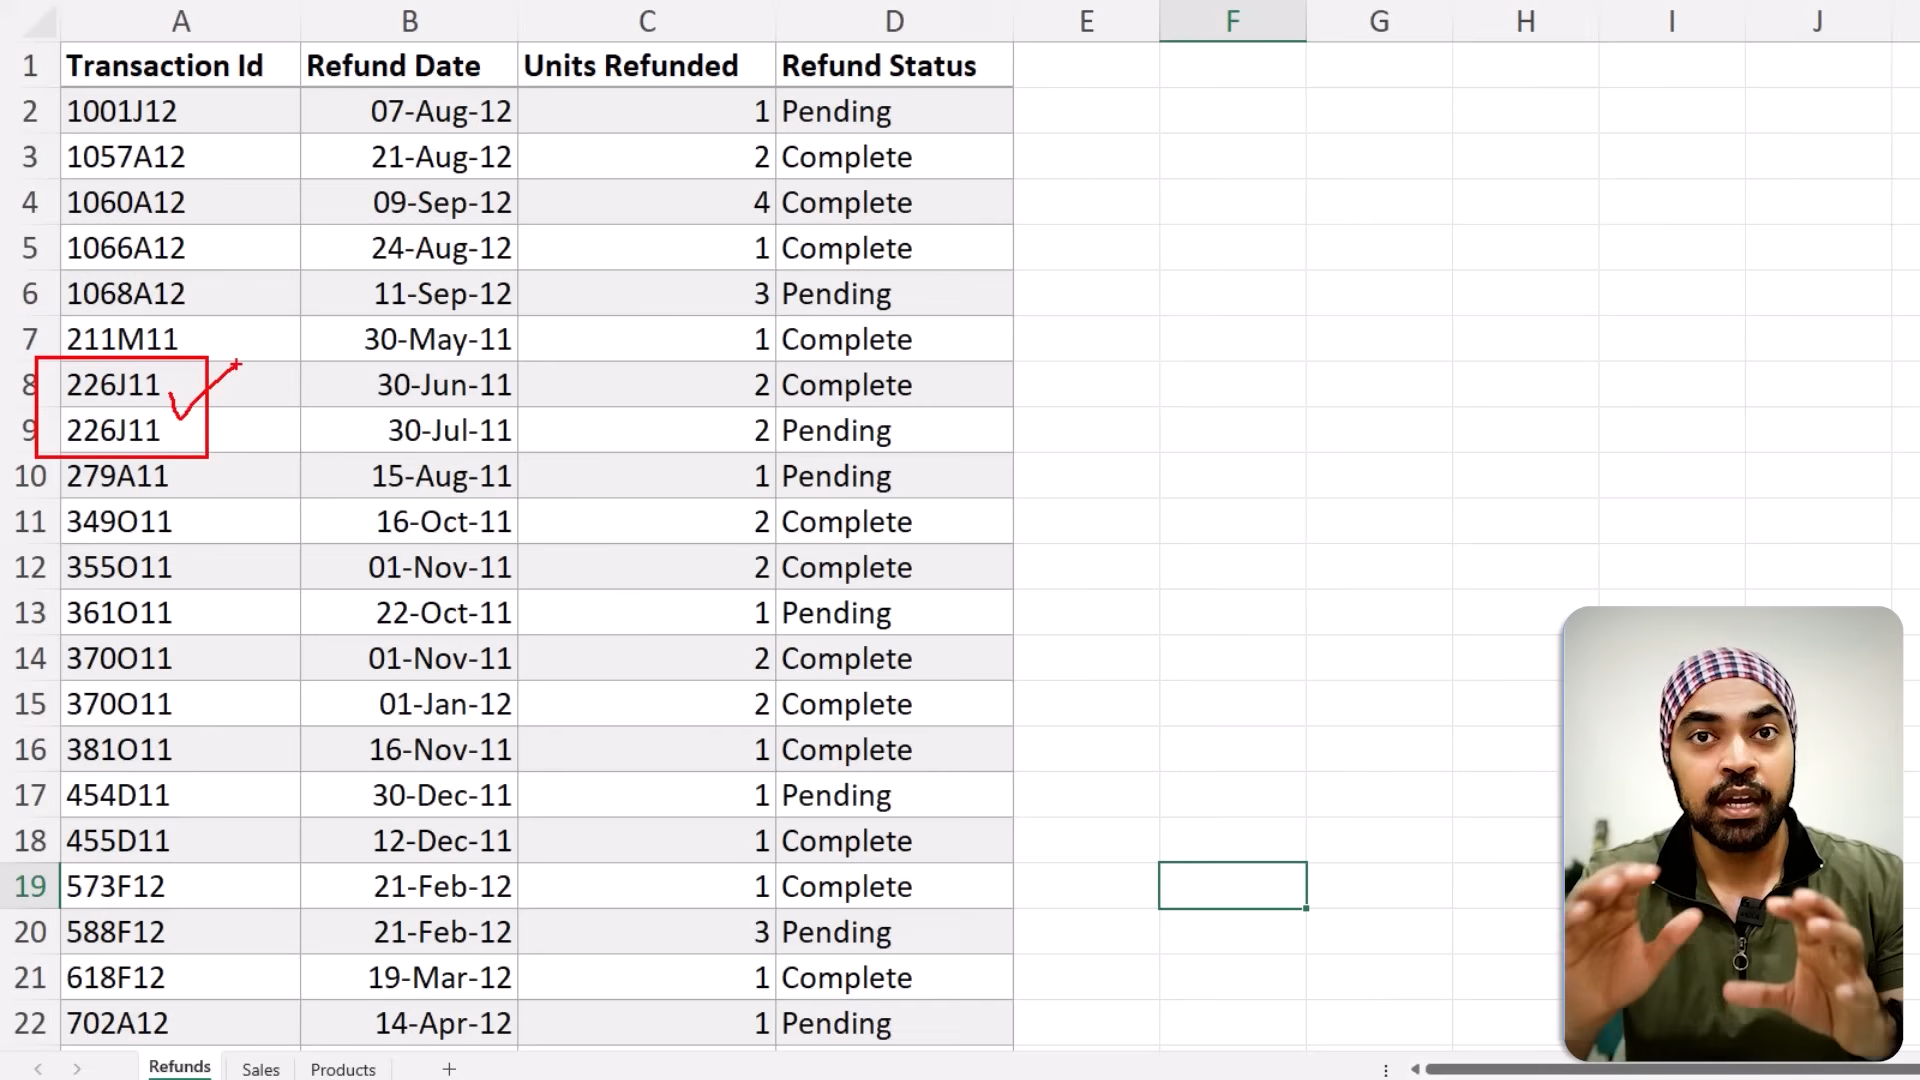 A B C D E F G H I J
1 Transaction Id Refund Date Units Refunded Refund Status
2 1001J12 07-Aug-12 1 Pending
3 1057A12 21-Aug-12 2 Complete
4 1060A12 09-Sep-12 4 Complete
5 1066A12 24-Aug-12 1 Complete
6 1068A12 11-Sep-12 3 Pending
7 211M11 30-May-11 1 Complete
8 226J11 30-Jun-11 2 Complete
9 226J11 30-Jul-11 2 Pending
10 279A11 15-Aug-11 1 Pending
11 349O11 16-Oct-11 2 Complete
12 355O11 01-Nov-11 2 Complete
13 361O11 22-Oct-11 1 Pending
14 370O11 01-Nov-11 2 Complete
15 370O11 01-Jan-12 2 Complete
16 381O11 16-Nov-11 1 Complete
17 454D11 30-Dec-11 1 Pending
18 455D11 12-Dec-11 1 Complete
19 573F12 21-Feb-12 1 Complete
20 588F12 21-Feb-12 3 Pending
21 618F12 19-Mar-12 1 Complete
22 702A12 14-Apr-12 1 Pending
Refunds Sales Products +